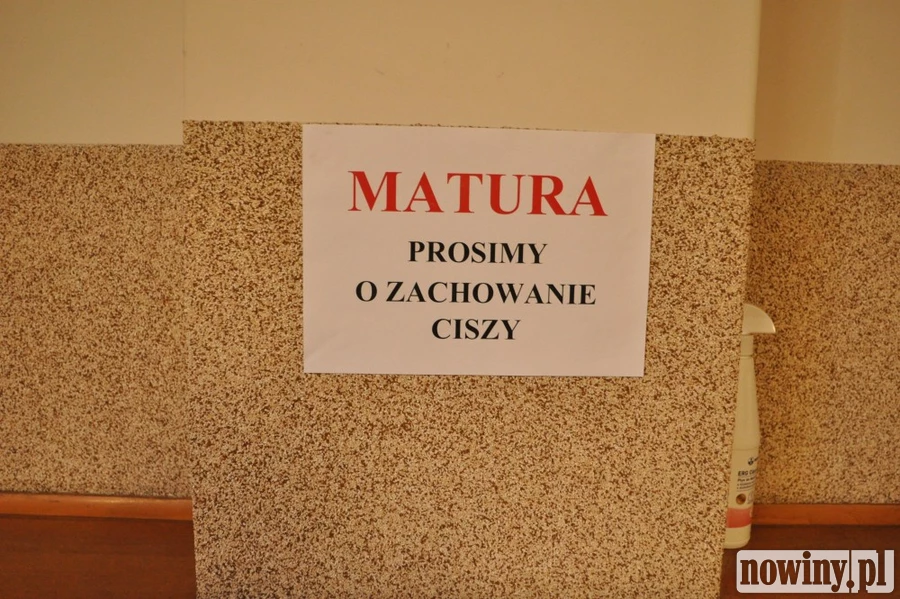 MATURA
PROSIMY
O ZACHOWANIE
CISZY
nowiny.pl